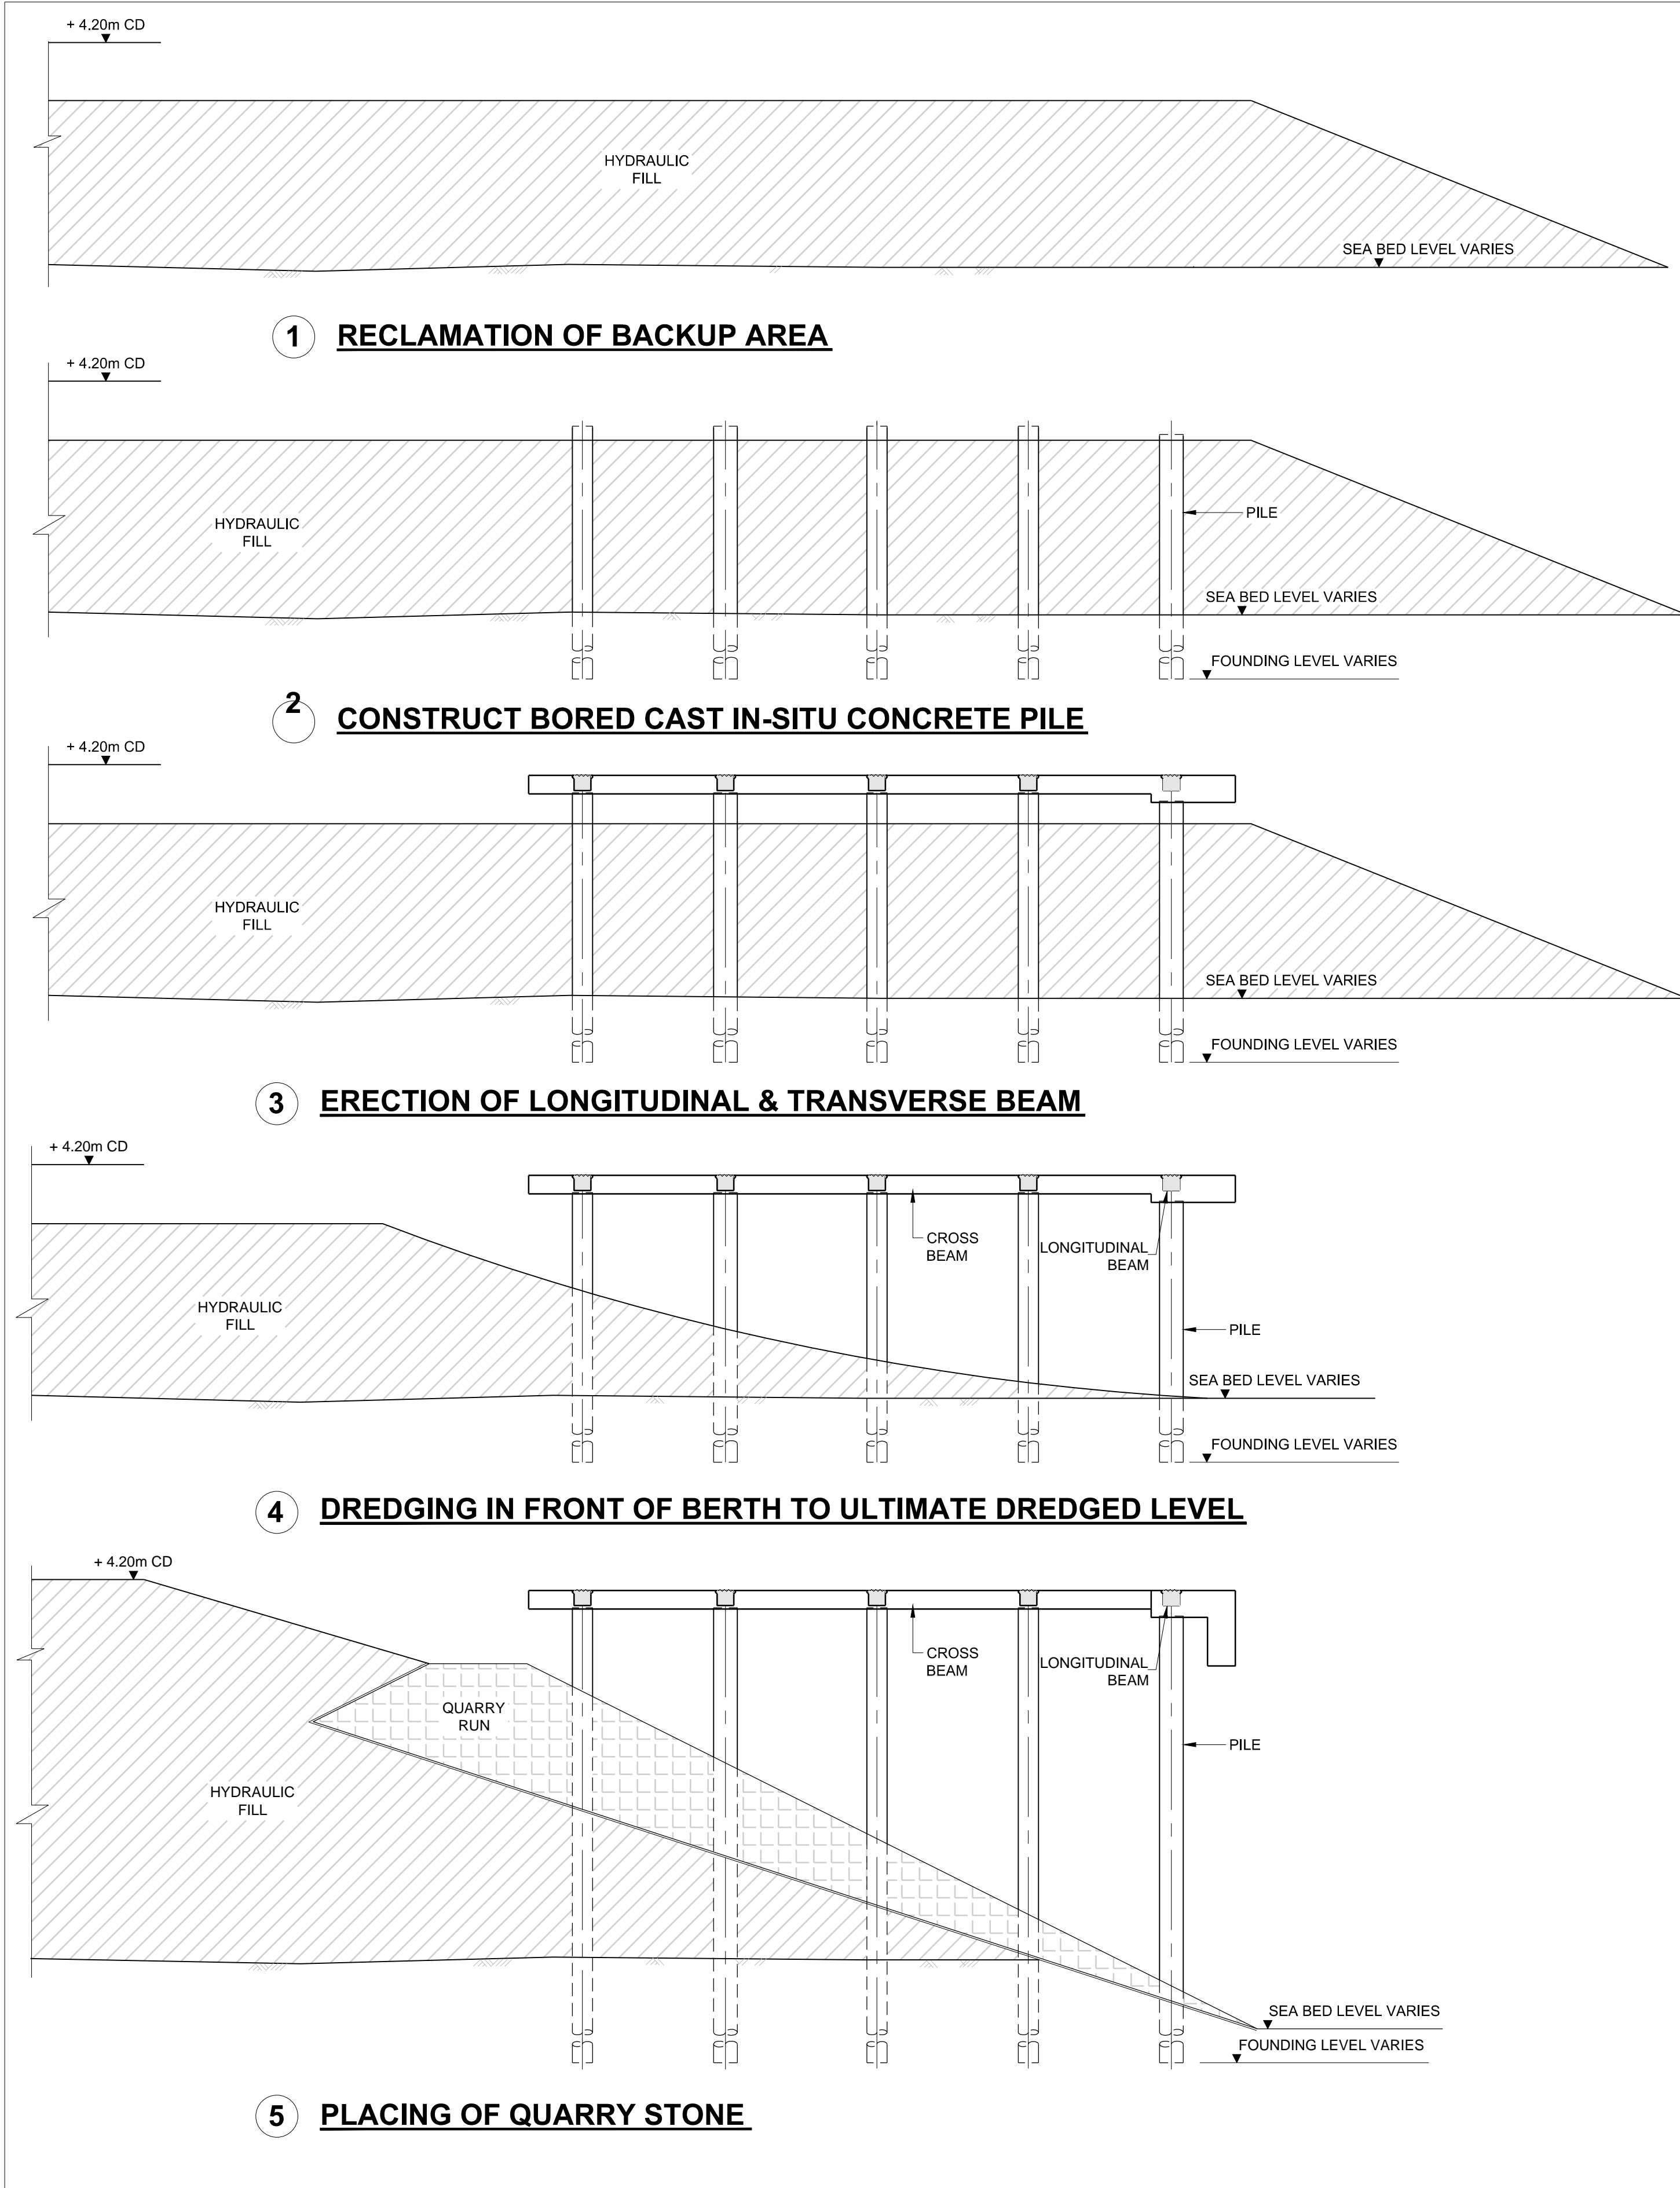 + 4.20m CD
HYDRAULIC
FILL
SEA BED LEVEL VARIES
1 RECLAMATION OF BACKUP AREA
+ 4.20m CD
HYDRAULIC
FILL
PILE
SEA BED LEVEL VARIES
FOUNDING LEVEL VARIES
2 CONSTRUCT BORED CAST IN-SITU CONCRETE PILE
+ 4.20m CD
HYDRAULIC
FILL
SEA BED LEVEL VARIES
FOUNDING LEVEL VARIES
3 ERECTION OF LONGITUDINAL & TRANSVERSE BEAM
+ 4.20m CD
CROSS
BEAM
LONGITUDINAL
BEAM
HYDRAULIC
FILL
PILE
SEA BED LEVEL VARIES
FOUNDING LEVEL VARIES
4 DREDGING IN FRONT OF BERTH TO ULTIMATE DREDGED LEVEL
+ 4.20m CD
CROSS
BEAM
LONGITUDINAL
BEAM
QUARRY
RUN
PILE
HYDRAULIC
FILL
SEA BED LEVEL VARIES
FOUNDING LEVEL VARIES
5 PLACING OF QUARRY STONE